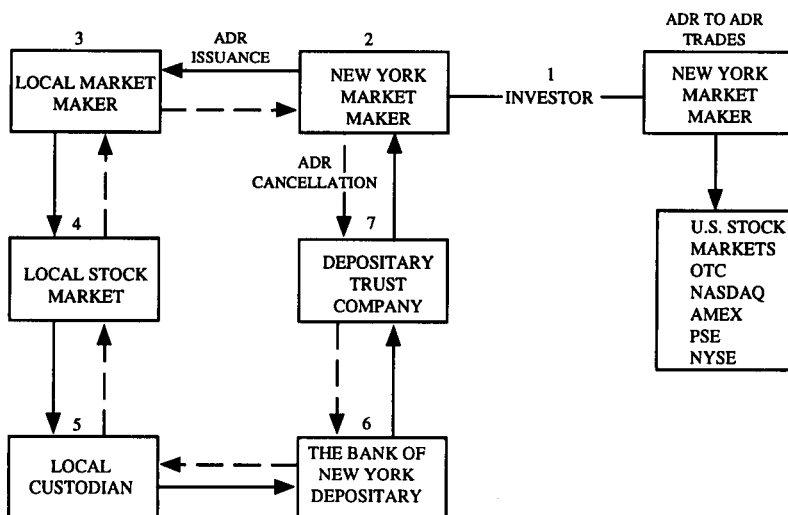 3
LOCAL MARKET
MAKER
ADR
ISSUANCE
2
NEW YORK
MARKET
MAKER
1
INVESTOR
ADR TO ADR
TRADES
NEW YORK
MARKET
MAKER
ADR
CANCELLATION
4
LOCAL STOCK
MARKET
7
DEPOSITARY
TRUST
COMPANY
U.S. STOCK
MARKETS
OTC
NASDAQ
AMEX
PSE
NYSE
5
LOCAL
CUSTODIAN
6
THE BANK OF
NEW YORK
DEPOSITARY